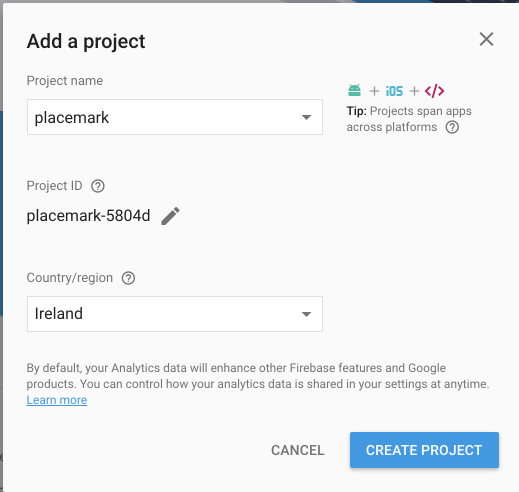 Add a project
Project name
placemark
+ iOS + </>
Tip: Projects span apps
across platforms
Project ID
placemark-5804d
Country/region
Ireland
By default, your Analytics data will enhance other Firebase features and Google
products. You can control how your analytics data is shared in your settings at anytime.
Learn more
CANCEL
CREATE PROJECT